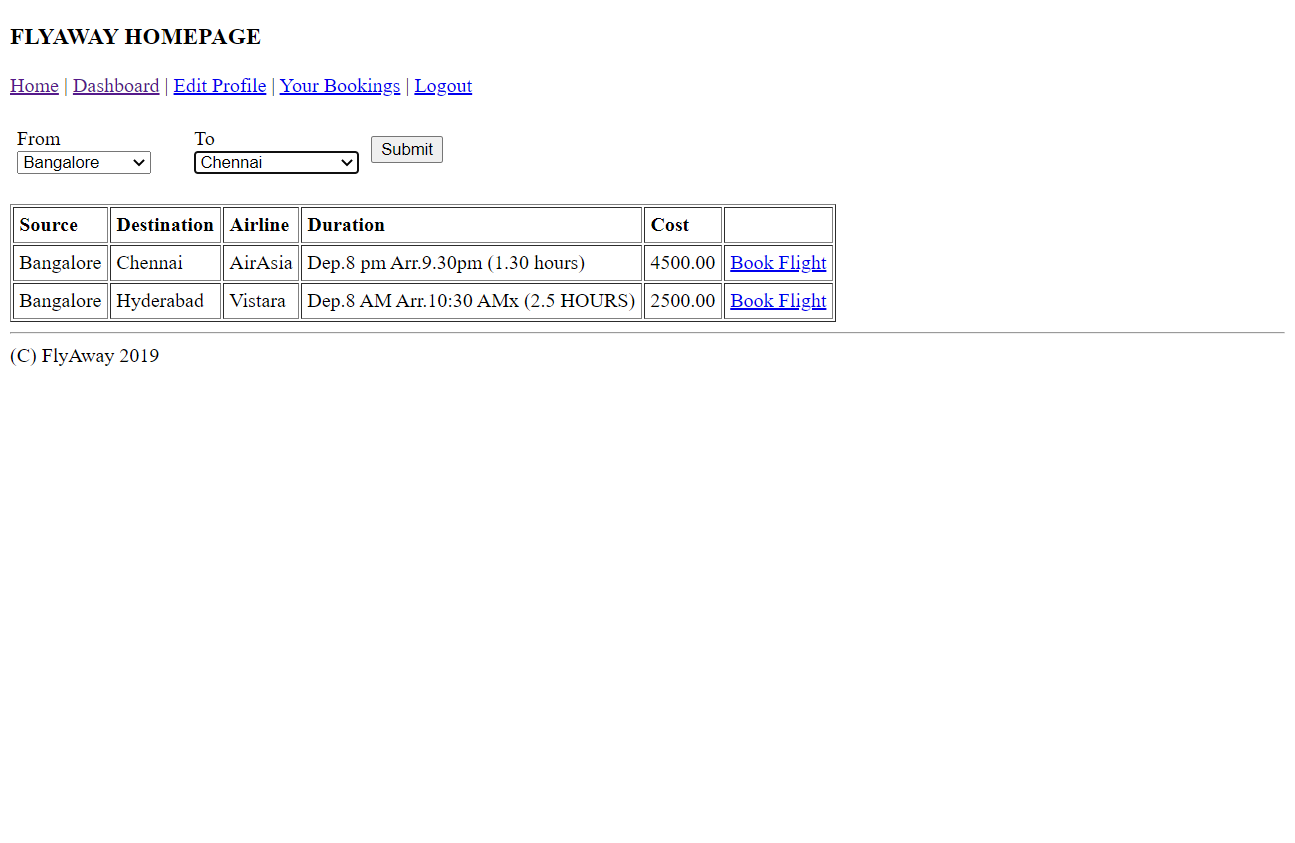 FLYAWAY HOMEPAGE
Home | Dashboard | Edit Profile | Your Bookings | Logout
From To
Bangalore Chennai Submit
Source Destination Airline Duration Cost
Bangalore Chennai AirAsia Dep.8 pm Arr.9.30pm (1.30 hours) 4500.00 Book Flight
Bangalore Hyderabad Vistara Dep.8 AM Arr.10:30 AMx (2.5 HOURS) 2500.00 Book Flight
(C) FlyAway 2019